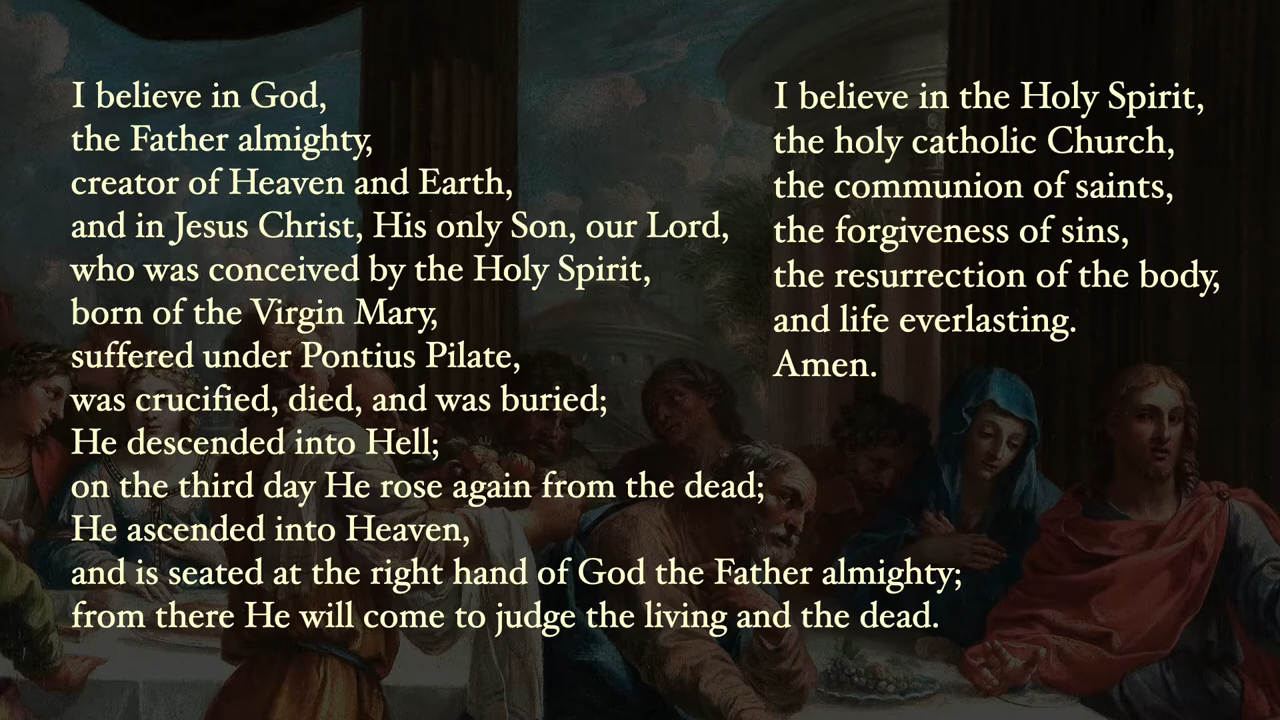 I believe in God,
the Father almighty,
creator of Heaven and Earth,
and in Jesus Christ, His only Son, our Lord,
who was conceived by the Holy Spirit,
born of the Virgin Mary,
suffered under Pontius Pilate,
was crucified, died, and was buried;
He descended into Hell;
on the third day He rose again from the dead;
He ascended into Heaven,
and is seated at the right hand of God the Father almighty;
from there He will come to judge the living and the dead.
I believe in the Holy Spirit,
the holy catholic Church,
the communion of saints,
the forgiveness of sins,
the resurrection of the body,
and life everlasting.
Amen.